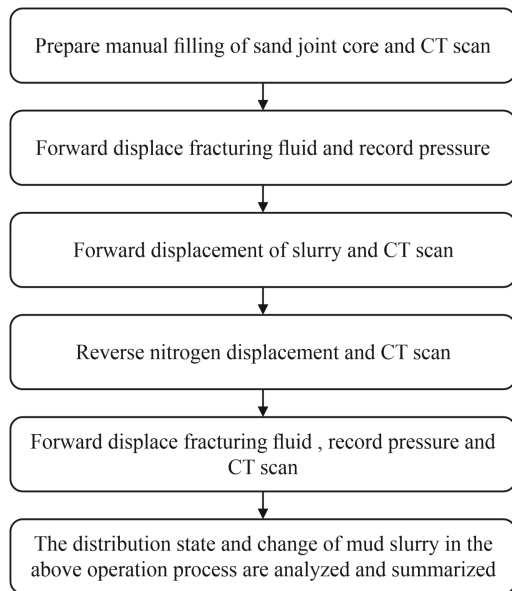 Prepare manual filling of sand joint core and CT scan
Forward displace fracturing fluid and record pressure
Forward displacement of slurry and CT scan
Reverse nitrogen displacement and CT scan
Forward displace fracturing fluid , record pressure and
CT scan
The distribution state and change of mud slurry in the
above operation process are analyzed and summarized